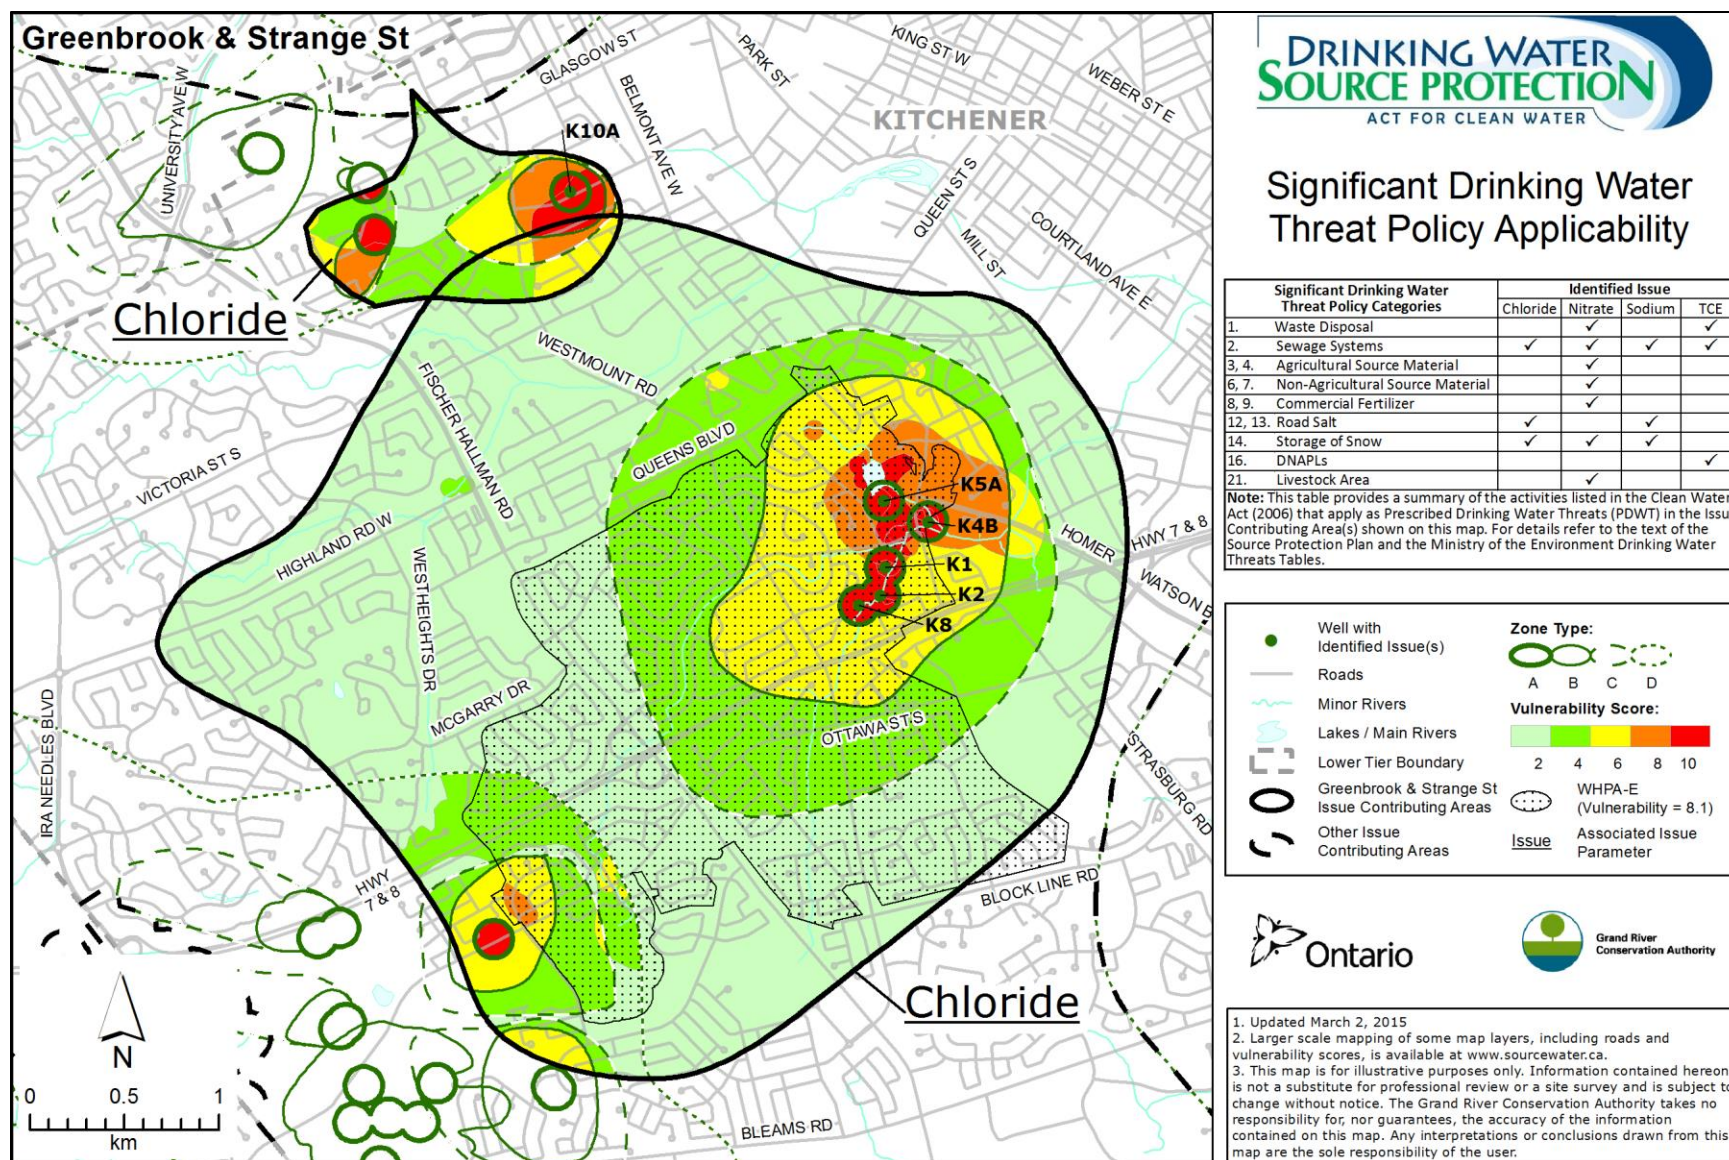 Greenbrook & Strange St
GLASGOW ST
PARK ST
KING ST W
WEBER ST E
BELMONT AVE W
UNIVERSITY AVE W
KITCHENER
K10A
QUEEN ST S
MILL ST
COURTLAND AVE E
Chloride
WESTMOUNT RD
FISCHER HALLMAN RD
QUEENS BLVD
VICTORIA ST S
HIGHLAND RD W
K5A
K4B
K1
K2
K8
HOMER
WATSON B
HWY 7 & 8
WESTHEIGHTS DR
MCGARRY DR
OTTAWA ST S
STRASBURG RD
IRA NEEDLES BLVD
HWY
7 & 8
BLOCK LINE RD
Chloride
BLEAMS RD
N
0 0.5 1
km
DRINKING WATER
SOURCE PROTECTION
ACT FOR CLEAN WATER
Significant Drinking Water
Threat Policy Applicability
Significant Drinking Water Identified Issue
Threat Policy Categories Chloride Nitrate Sodium TCE
1. Waste Disposal ✓ ✓
2. Sewage Systems ✓ ✓ ✓ ✓
3, 4. Agricultural Source Material ✓
6, 7. Non-Agricultural Source Material ✓
8, 9. Commercial Fertilizer ✓
12, 13. Road Salt ✓ ✓
14. Storage of Snow ✓ ✓ ✓
16. DNAPLs ✓
21. Livestock Area ✓
Note: This table provides a summary of the activities listed in the Clean Water
Act (2006) that apply as Prescribed Drinking Water Threats (PDWT) in the Issu
Contributing Area(s) shown on this map. For details refer to the text of the
Source Protection Plan and the Ministry of the Environment Drinking Water
Threats Tables.
Well with
Identified Issue(s)
Roads
Minor Rivers
Lakes / Main Rivers
Lower Tier Boundary
Greenbrook & Strange St
Issue Contributing Areas
Other Issue
Contributing Areas
Zone Type:
A B C D
Vulnerability Score:
2 4 6 8 10
WHPA-E
(Vulnerability = 8.1)
Issue Associated Issue
Parameter
Ontario
Grand River
Conservation Authority
1. Updated March 2, 2015
2. Larger scale mapping of some map layers, including roads and
vulnerability scores, is available at www.sourcewater.ca.
3. This map is for illustrative purposes only. Information contained hereon
is not a substitute for professional review or a site survey and is subject to
change without notice. The Grand River Conservation Authority takes no
responsibility for, nor guarantees, the accuracy of the information
contained on this map. Any interpretations or conclusions drawn from this
map are the sole responsibility of the user.